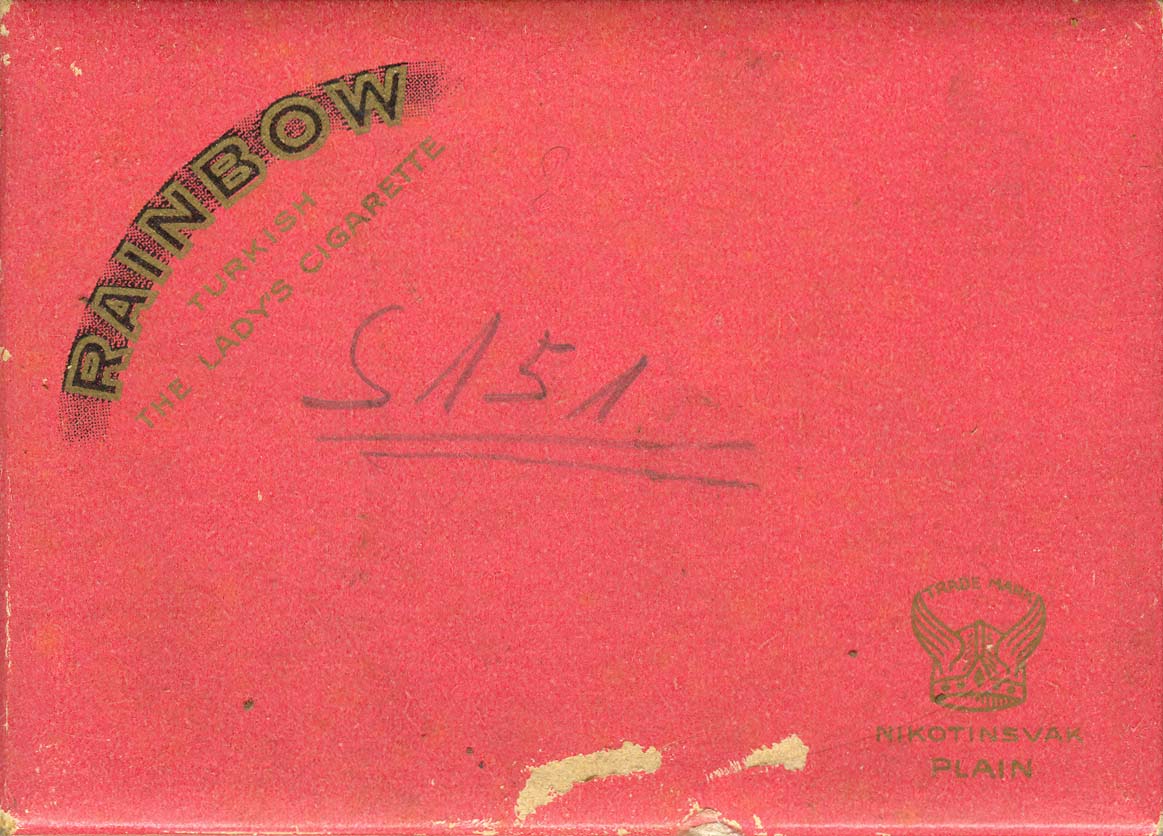 RAINBOW
TURKISH
THE LADY'S CIGARETTE
S151
TRADE MARK
NIKOTINSVAK
PLAIN